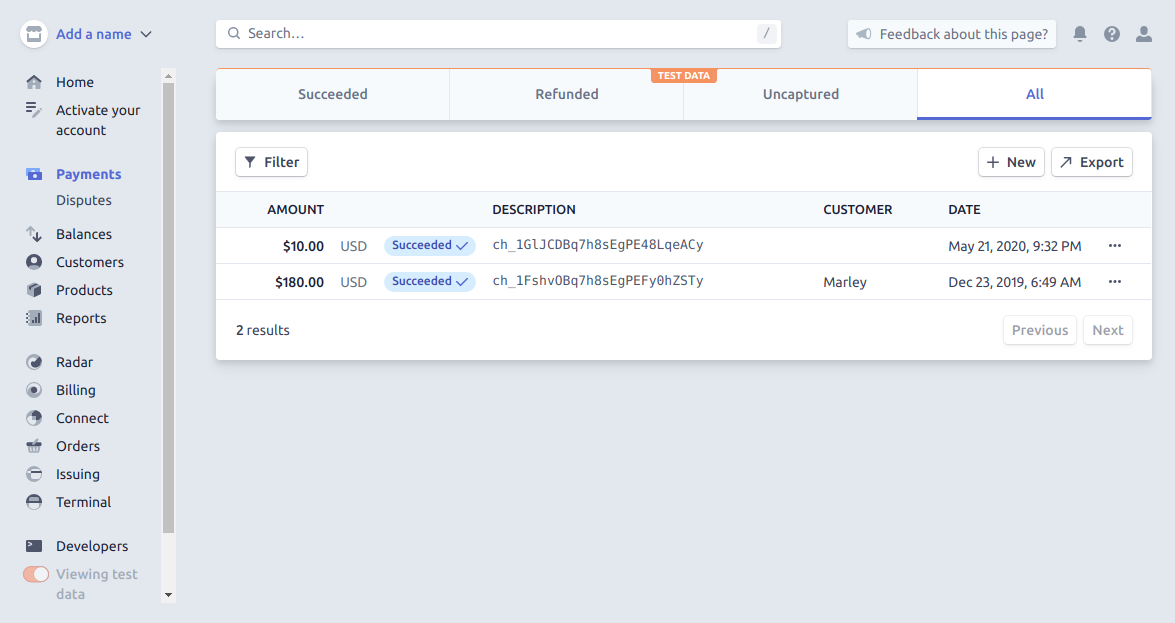 Add a name
Search...
/
Feedback about this page?
Home
Activate your
account
Payments
Disputes
Balances
Customers
Products
Reports
Radar
Billing
Connect
Orders
Issuing
Terminal
Developers
Viewing test
data
TEST DATA
Succeeded Refunded Uncaptured All
Filter New Export
AMOUNT DESCRIPTION CUSTOMER DATE
$10.00 USD Succeeded ch_1GlJCDBq7h8sEgPE48LqeACy May 21, 2020, 9:32 PM
$180.00 USD Succeeded ch_1FshvOBq7h8sEgPEFy0hZSTy Marley Dec 23, 2019, 6:49 AM
2 results Previous Next